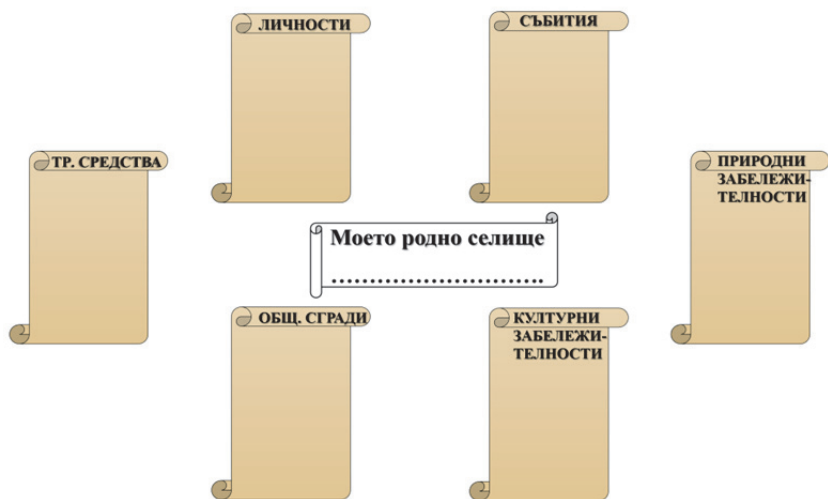 ЛИЧНОСТИ
СЪБИТИЯ
ТР. СРЕДСТВА
ПРИРОДНИ
ЗАБЕЛЕЖИ-
ТЕЛНОСТИ
Моето родно селище
............................
ОБЩ. СГРАДИ
КУЛТУРНИ
ЗАБЕЛЕЖИ-
ТЕЛНОСТИ